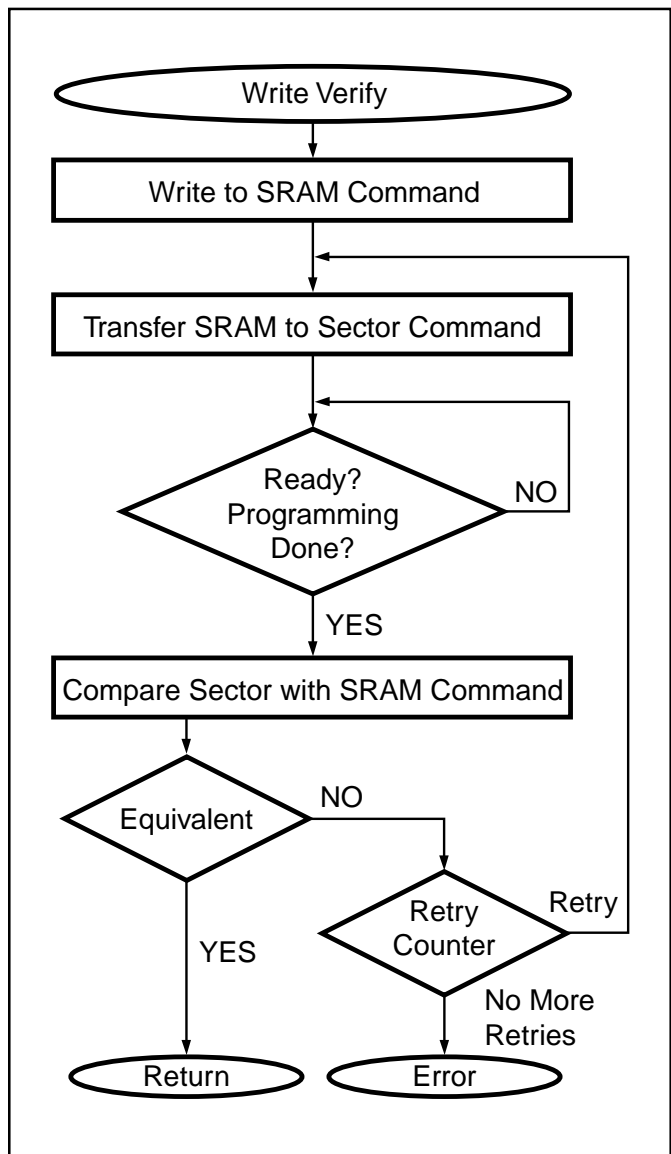 Write Verify
Write to SRAM Command
Transfer SRAM to Sector Command
Ready?
Programming
Done?
NO
YES
Compare Sector with SRAM Command
Equivalent
NO
Retry
Counter
Retry
YES
No More
Retries
Return
Error